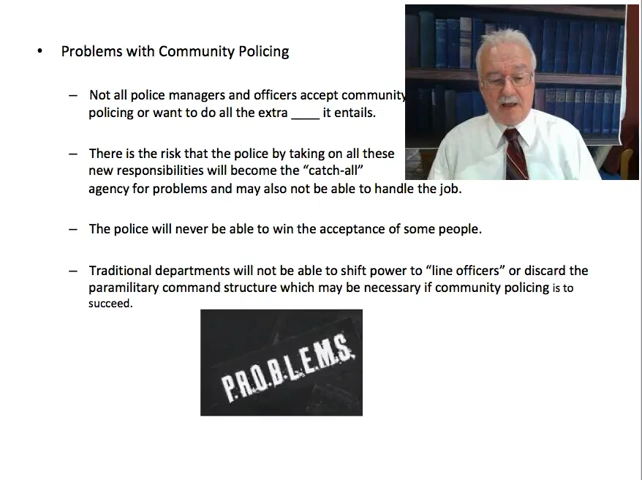 • Problems with Community Policing
– Not all police managers and officers accept community
policing or want to do all the extra ____ it entails.
– There is the risk that the police by taking on all these
new responsibilities will become the “catch-all”
agency for problems and may also not be able to handle the job.
– The police will never be able to win the acceptance of some people.
– Traditional departments will not be able to shift power to “line officers” or discard the
paramilitary command structure which may be necessary if community policing is to
succeed.
P.R.O.B.L.E.M.S.